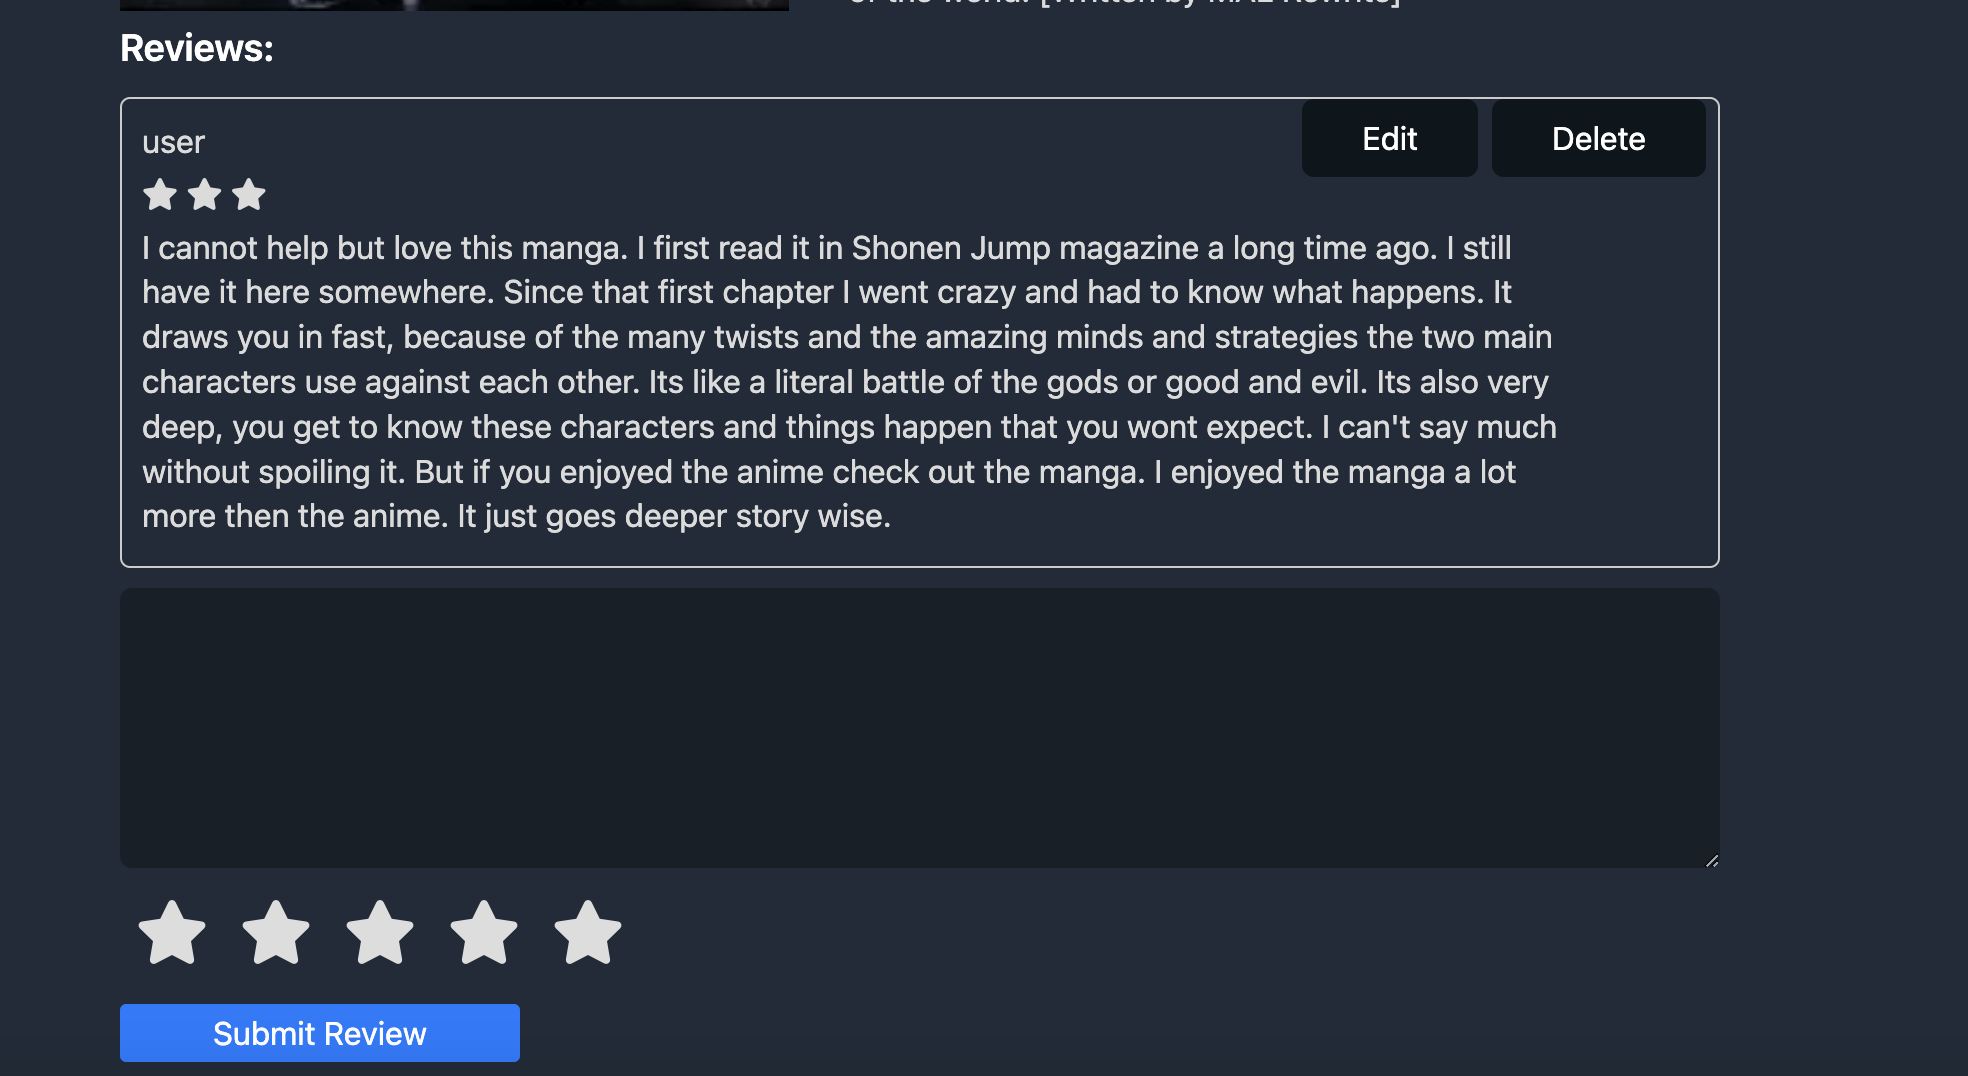 of the world. [Written by MAL Rewrite]
Reviews:
user
Edit
Delete
I cannot help but love this manga. I first read it in Shonen Jump magazine a long time ago. I still
have it here somewhere. Since that first chapter I went crazy and had to know what happens. It
draws you in fast, because of the many twists and the amazing minds and strategies the two main
characters use against each other. Its like a literal battle of the gods or good and evil. Its also very
deep, you get to know these characters and things happen that you wont expect. I can't say much
without spoiling it. But if you enjoyed the anime check out the manga. I enjoyed the manga a lot
more then the anime. It just goes deeper story wise.
Submit Review